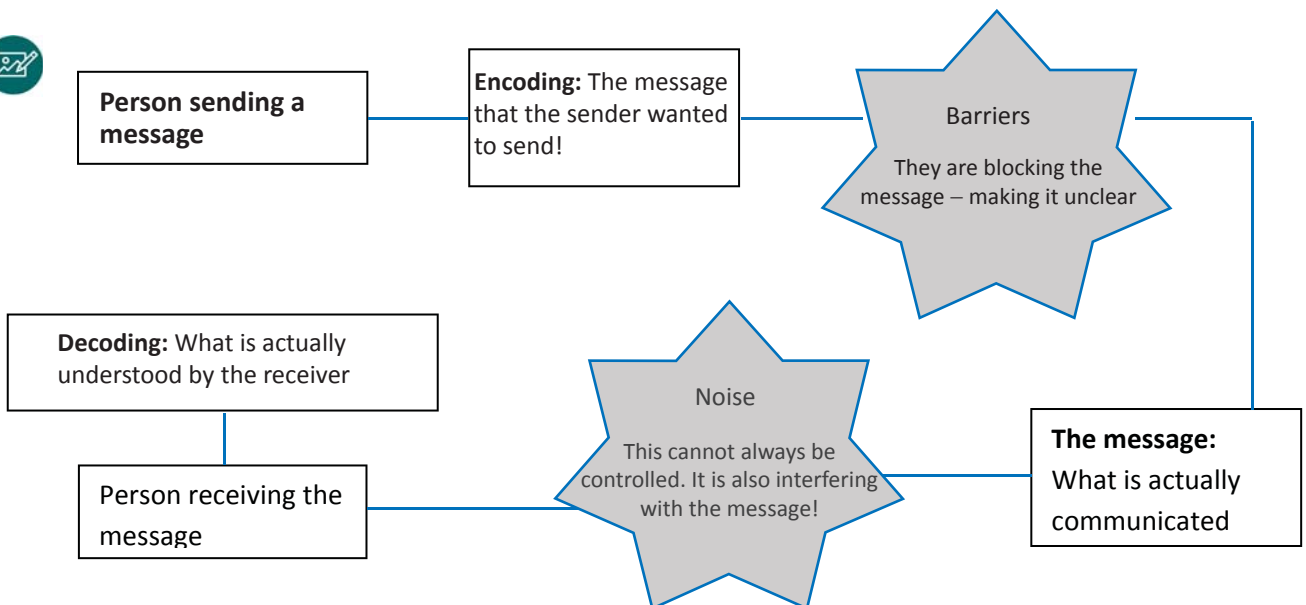 Person sending a
message
Encoding: The message
that the sender wanted
to send!
Barriers
They are blocking the
message – making it unclear
The message:
What is actually
communicated
Noise
This cannot always be
controlled. It is also interfering
with the message!
Person receiving the
message
Decoding: What is actually
understood by the receiver